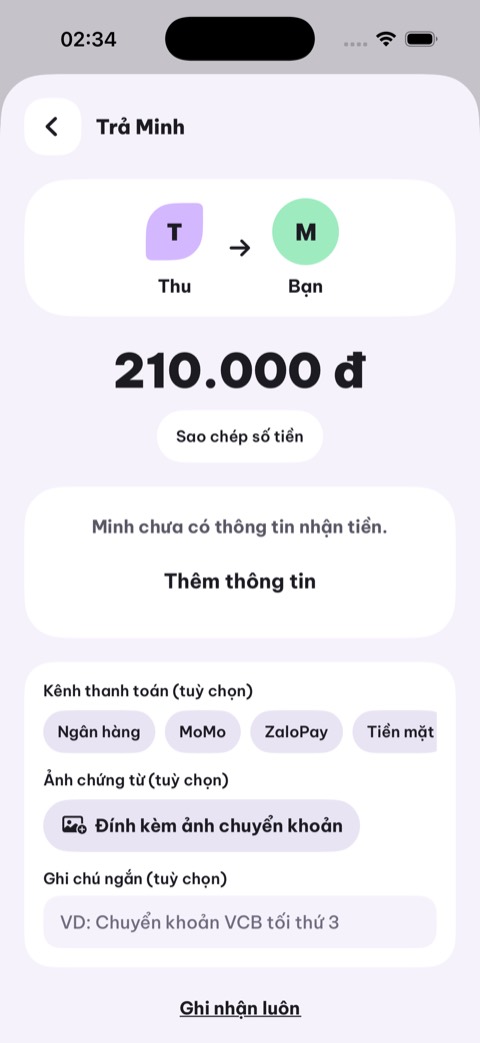 02:34
Trả Minh
T
M
Thu
Bạn
210.000 đ
Sao chép số tiền
Minh chưa có thông tin nhận tiền.
Thêm thông tin
Kênh thanh toán (tuỳ chọn)
Ngân hàng
MoMo
ZaloPay
Tiền mặt
Ảnh chứng từ (tuỳ chọn)
Đính kèm ảnh chuyển khoản
Ghi chú ngắn (tuỳ chọn)
VD: Chuyển khoản VCB tối thứ 3
Ghi nhận luôn